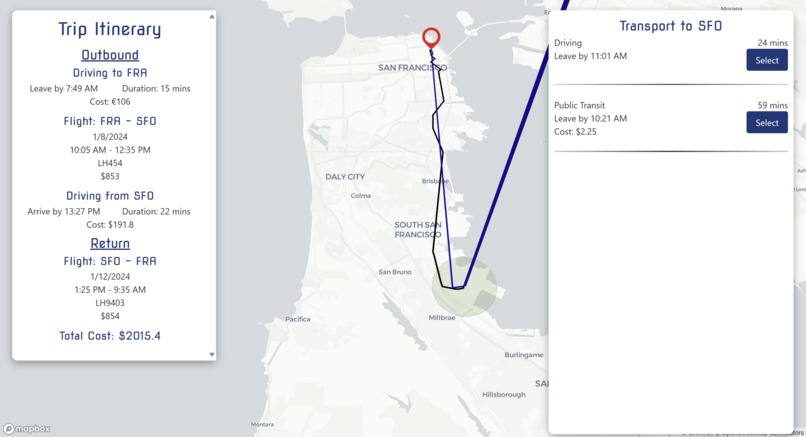 Trip Itinerary
Outbound
Driving to FRA
Leave by 7:49 AM Duration: 15 mins
Cost: €106
Flight: FRA - SFO
1/8/2024
10:05 AM - 12:35 PM
LH454
$853
Driving from SFO
Arrive by 13:27 PM Duration: 22 mins
Cost: $191.8
Return
Flight: SFO - FRA
1/12/2024
1:25 PM - 9:35 AM
LH9403
$854
Total Cost: $2015.4
SAN FRANCISCO
DALY CITY
Colma
Brisbane
SOUTH SAN
FRANCISCO
San Bruno
Millbrae
Pacifica
Burlingame
Hillsborough
Montara
mapbox
Moraga
Transport to SFO
Driving 24 mins
Leave by 11:01 AM
Select
Public Transit 59 mins
Leave by 10:21 AM
Select
Cost: $2.25